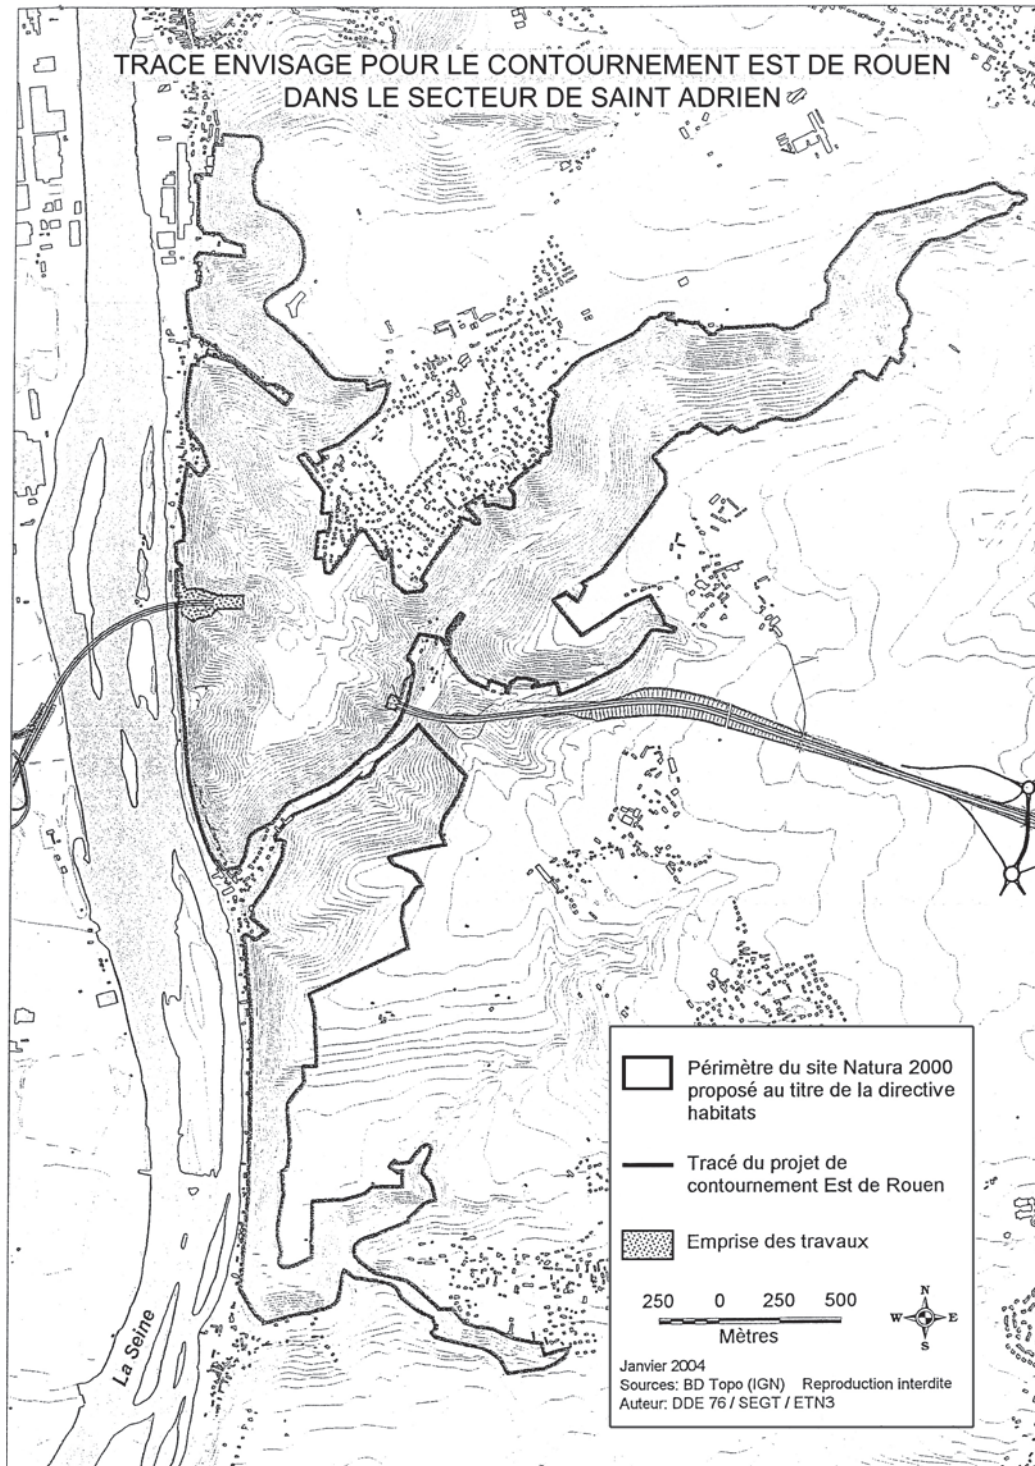 TRACE ENVISAGE POUR LE CONTOURNEMENT EST DE ROUEN
DANS LE SECTEUR DE SAINT ADRIEN
La Seine
Périmètre du site Natura 2000
proposé au titre de la directive
habitats
Tracé du projet de
contournement Est de Rouen
Emprise des travaux
250 0 250 500
Mètres
N
W E
S
Janvier 2004
Sources: BD Topo (IGN) Reproduction interdite
Auteur: DDE 76 / SEGT / ETN3